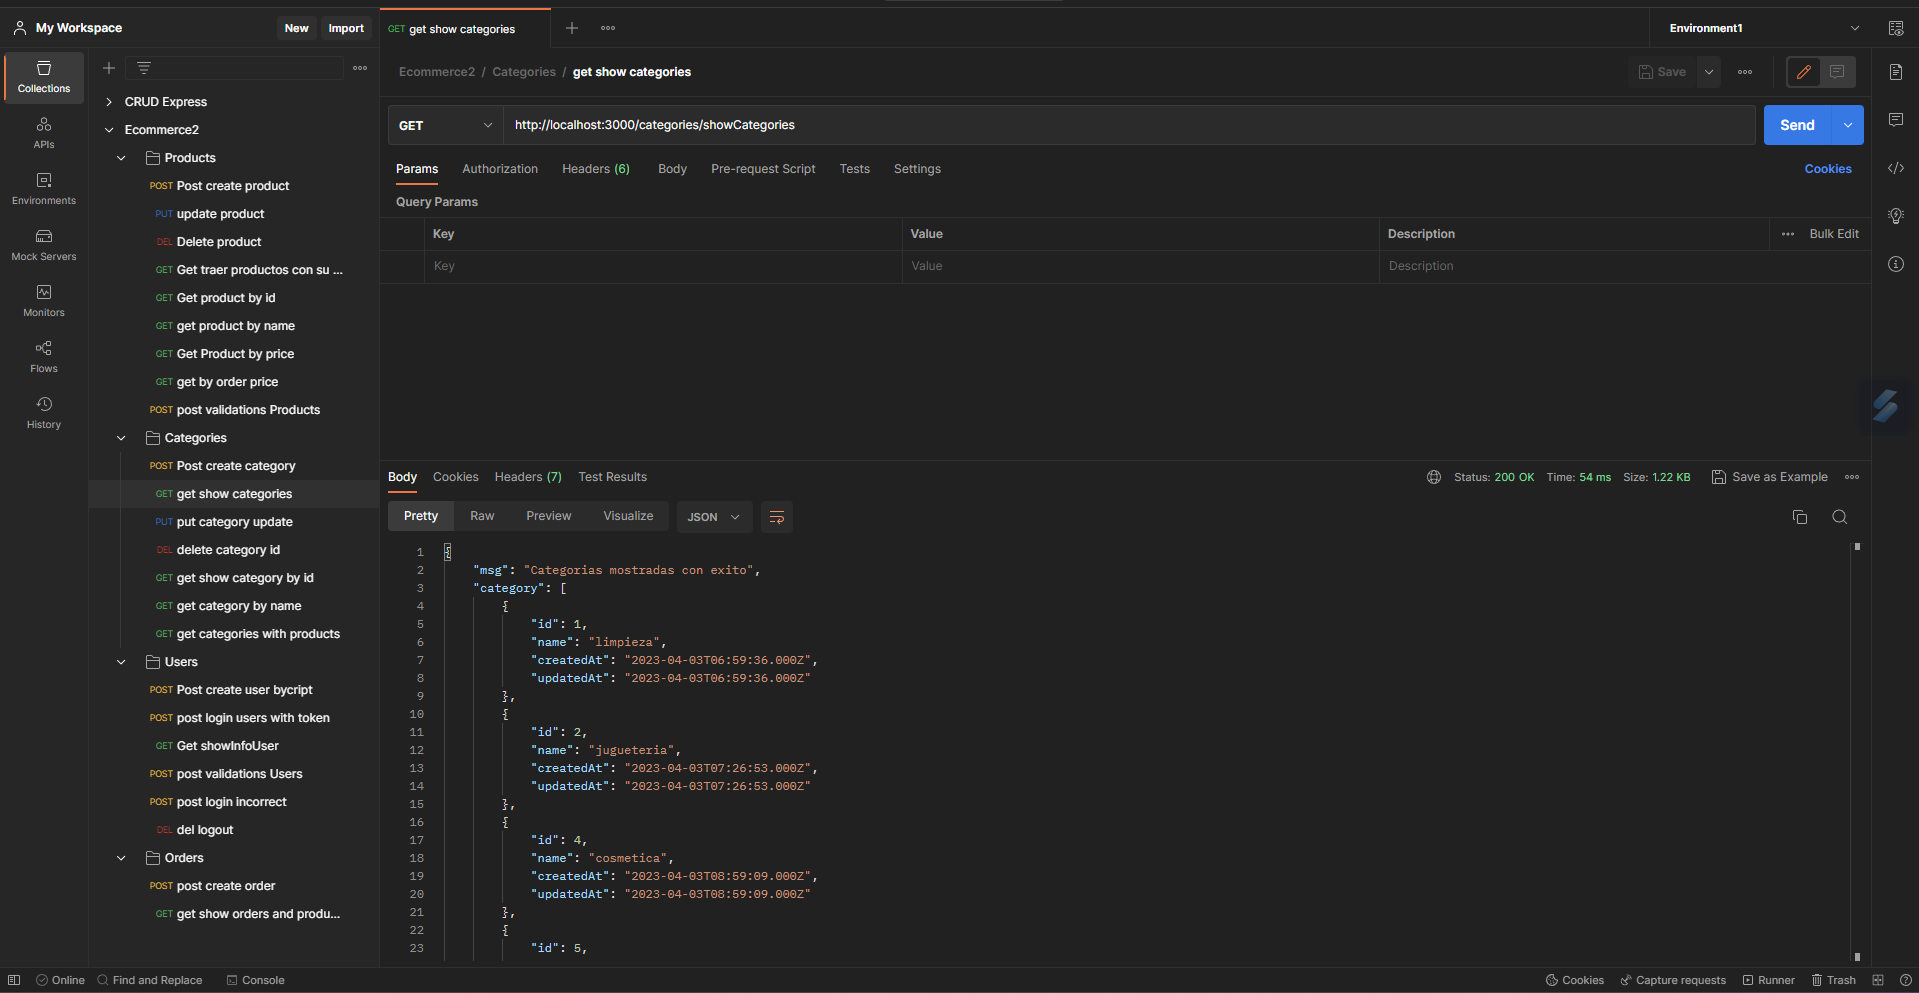 My Workspace
New
Import
GET get show categories
Environment1
Collections
APIs
Environments
Mock Servers
Monitors
Flows
History
CRUD Express
Ecommerce2
Products
POST Post create product
PUT update product
DEL Delete product
GET Get traer productos con su ...
GET Get product by id
GET get product by name
GET Get Product by price
GET get by order price
POST post validations Products
Categories
POST Post create category
GET get show categories
PUT put category update
DEL delete category id
GET get show category by id
GET get category by name
GET get categories with products
Users
POST Post create user bycript
POST post login users with token
GET Get showInfoUser
POST post validations Users
POST post login incorrect
DEL del logout
Orders
POST post create order
GET get show orders and produ...
Ecommerce2 / Categories / get show categories
Save
GET
http://localhost:3000/categories/showCategories
Send
Params Authorization Headers (6) Body Pre-request Script Tests Settings
Cookies
Query Params
Key Value Description
Bulk Edit
Key Value Description
Body Cookies Headers (7) Test Results
Status: 200 OK Time: 54 ms Size: 1.22 KB
Save as Example
Pretty Raw Preview Visualize JSON
1 {
2 "msg": "Categorias mostradas con exito",
3 "category": [
4 {
5 "id": 1,
6 "name": "limpieza",
7 "createdAt": "2023-04-03T06:59:36.000Z",
8 "updatedAt": "2023-04-03T06:59:36.000Z"
9 },
10 {
11 "id": 2,
12 "name": "jugueteria",
13 "createdAt": "2023-04-03T07:26:53.000Z",
14 "updatedAt": "2023-04-03T07:26:53.000Z"
15 },
16 {
17 "id": 4,
18 "name": "cosmetica",
19 "createdAt": "2023-04-03T08:59:09.000Z",
20 "updatedAt": "2023-04-03T08:59:09.000Z"
21 },
22 {
23 "id": 5,
Online
Find and Replace
Console
Cookies
Capture requests
Runner
Trash